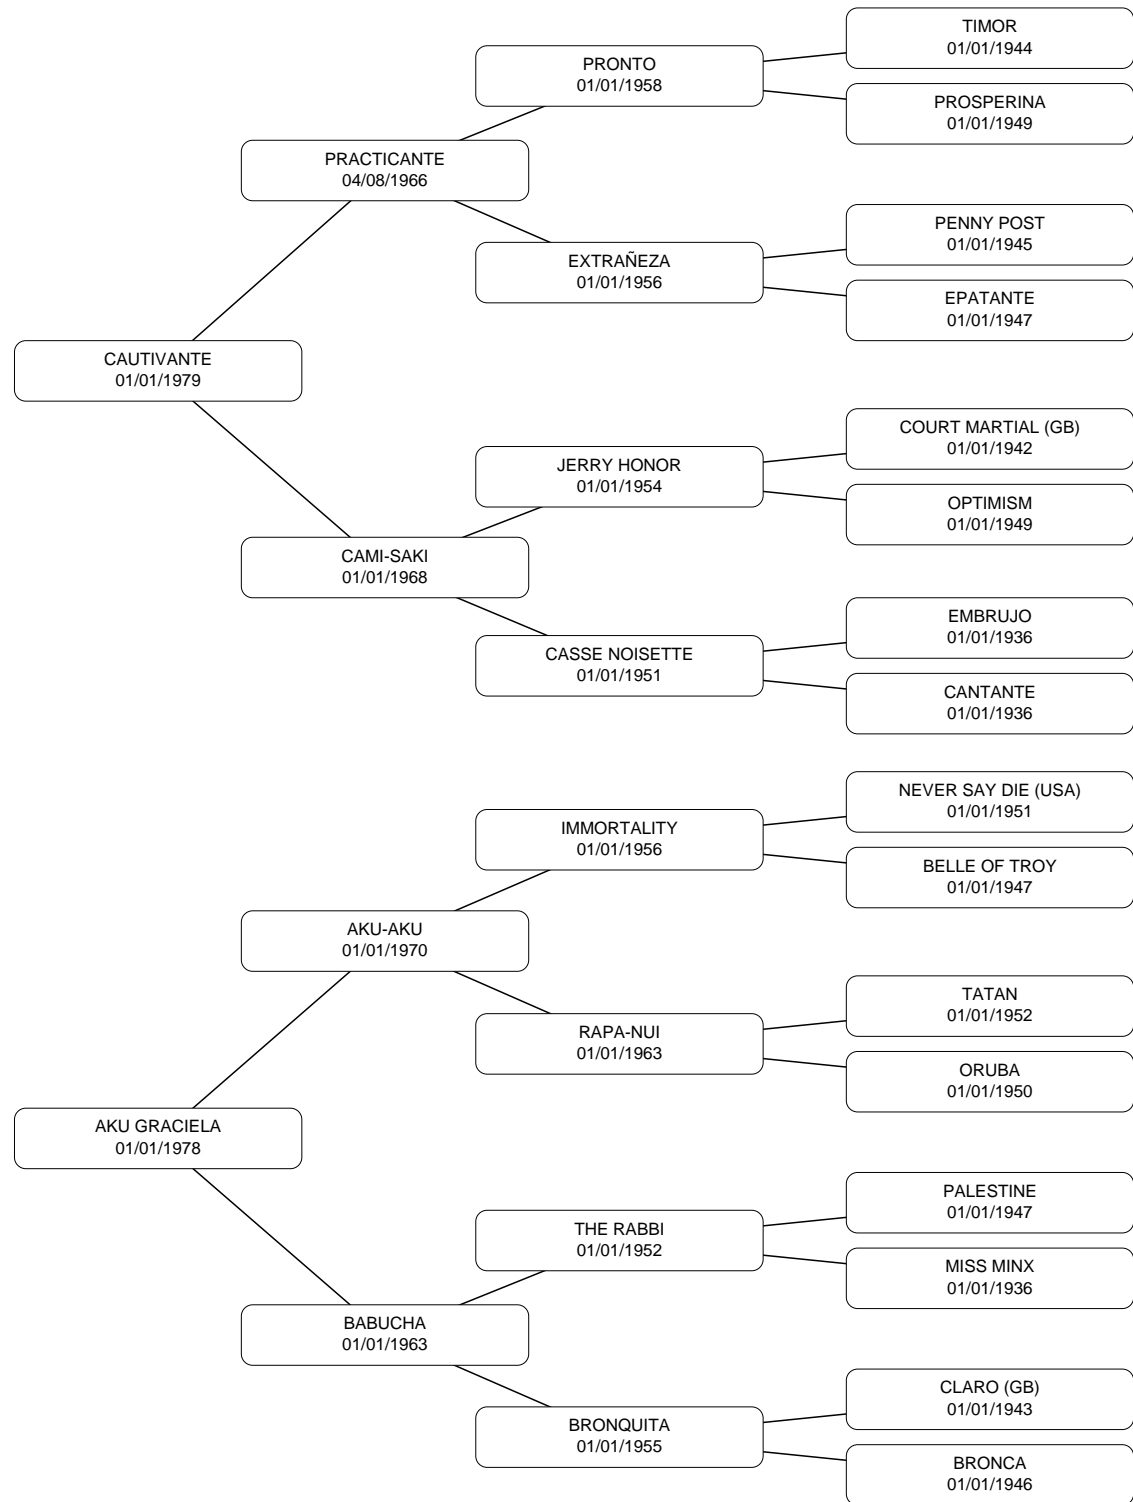 TIMOR
01/01/1944
PRONTO
01/01/1958
PROSPERINA
01/01/1949
PRACTICANTE
04/08/1966
PENNY POST
01/01/1945
EXTRAÑEZA
01/01/1956
EPATANTE
01/01/1947
CAUTIVANTE
01/01/1979
COURT MARTIAL (GB)
01/01/1942
JERRY HONOR
01/01/1954
OPTIMISM
01/01/1949
CAMI-SAKI
01/01/1968
EMBRUJO
01/01/1936
CASSE NOISETTE
01/01/1951
CANTANTE
01/01/1936
NEVER SAY DIE (USA)
01/01/1951
IMMORTALITY
01/01/1956
BELLE OF TROY
01/01/1947
AKU-AKU
01/01/1970
TATAN
01/01/1952
RAPA-NUI
01/01/1963
ORUBA
01/01/1950
AKU GRACIELA
01/01/1978
PALESTINE
01/01/1947
THE RABBI
01/01/1952
MISS MINX
01/01/1936
BABUCHA
01/01/1963
CLARO (GB)
01/01/1943
BRONQUITA
01/01/1955
BRONCA
01/01/1946